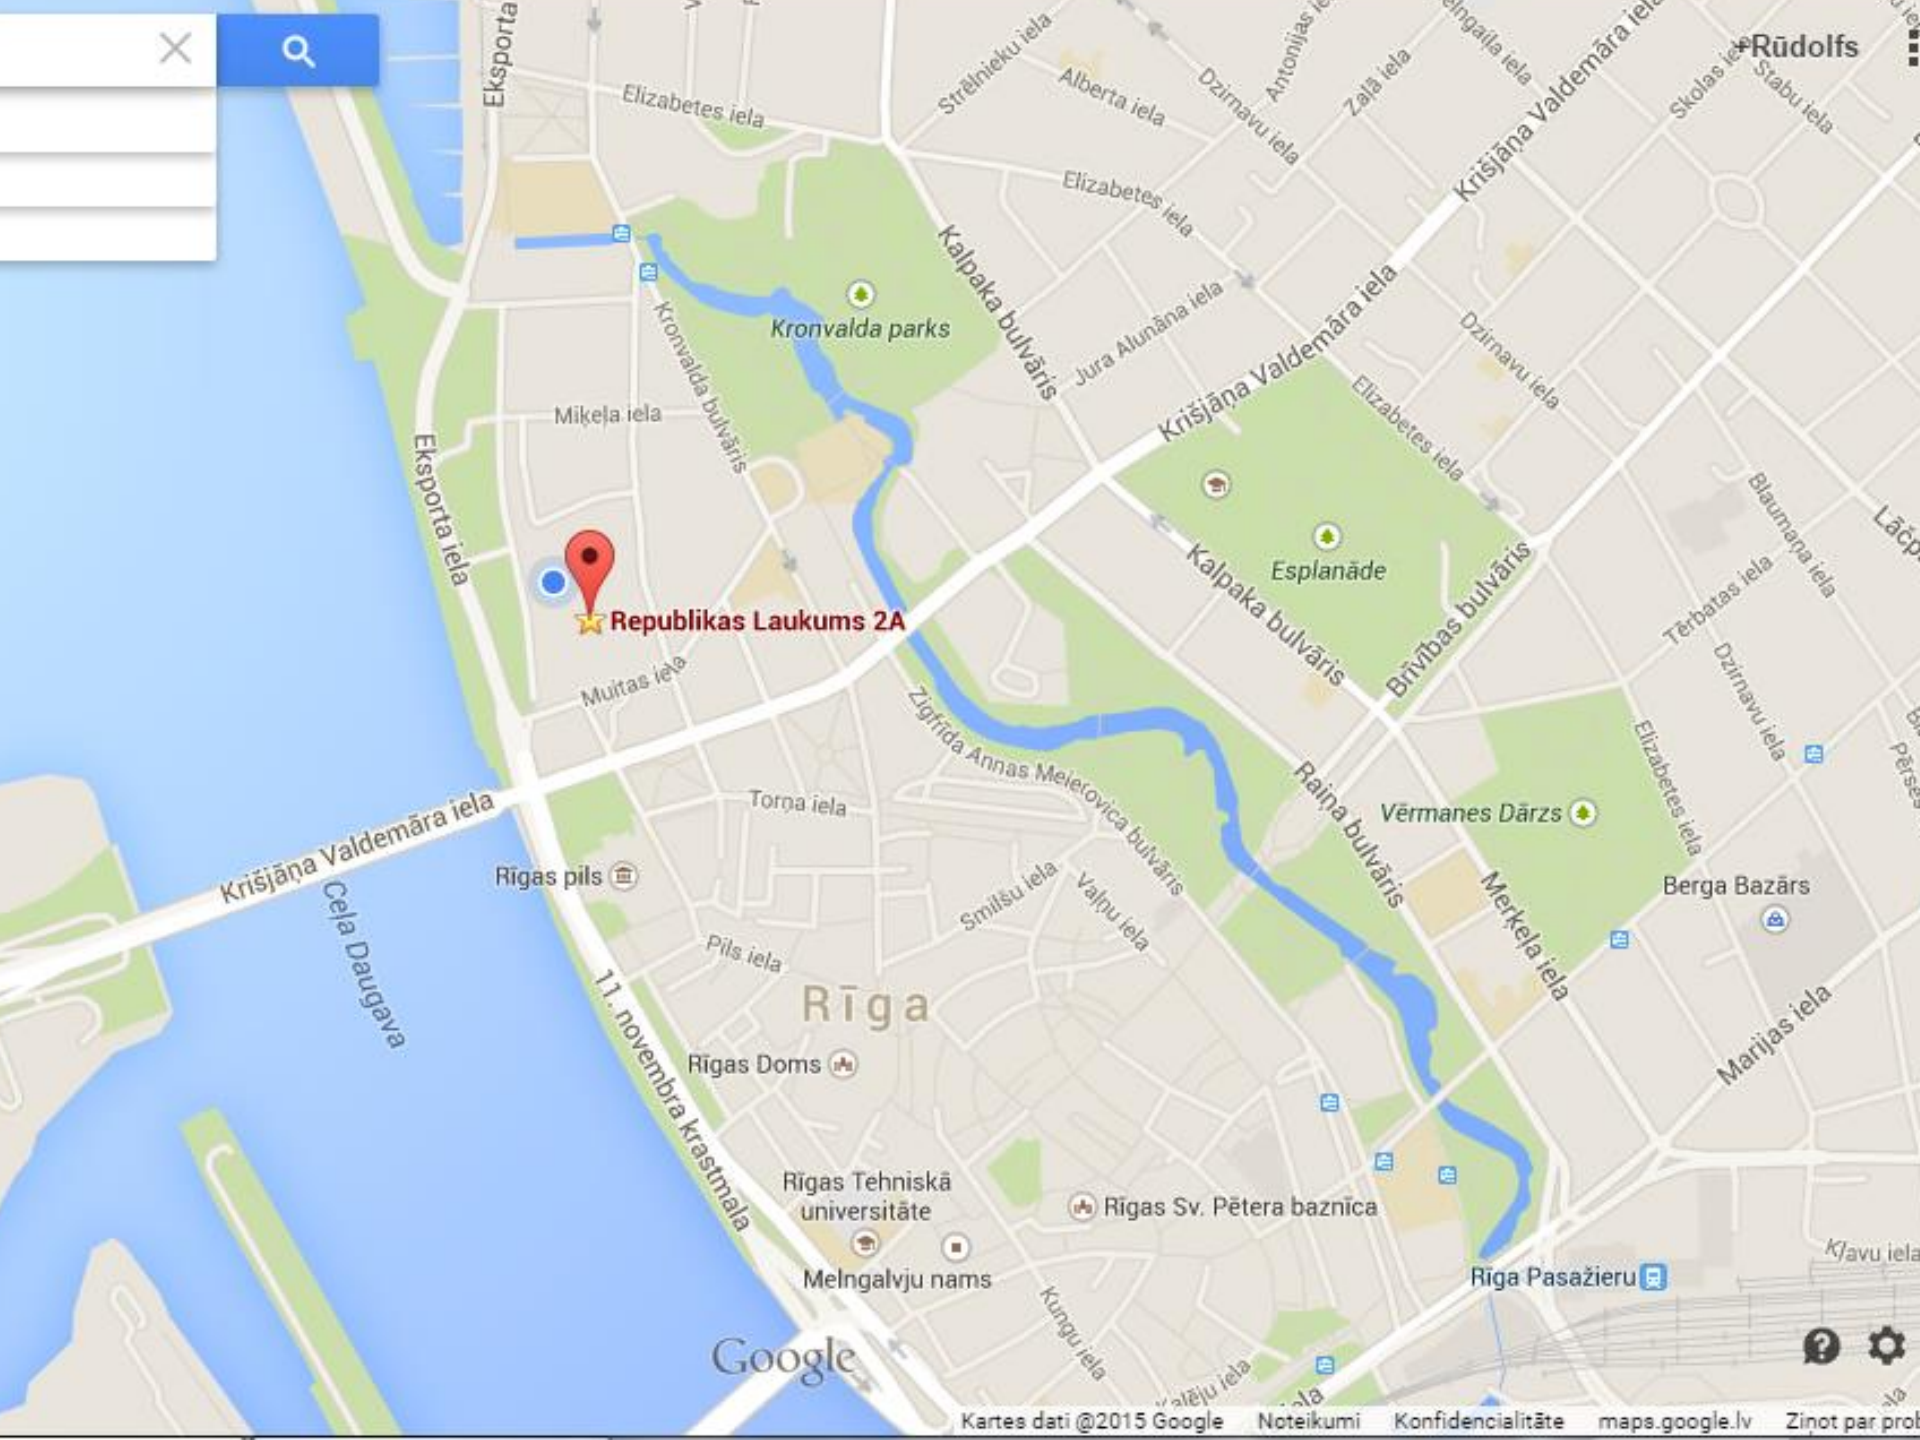 Eksporta
+Rūdolfs
Elizabetes iela
Strēlnieku iela
Alberta iela
Dzirnavu iela
Antonijas
Zaļā iela
Krišjāņa Valdemāra iela
Skolas iela
Stabu iela
Elizabetes iela
Kalpaka bulvāris
Kronvalda parks
Kronvalda bulvāris
Jura Alunāna iela
Krišjāņa Valdemāra iela
Dzirnavu iela
Elizabetes iela
Miķeļa iela
Eksporta iela
Blaumaņa iela
Esplanāde
Kalpaka bulvāris
Brīvības bulvāris
Tērbatas iela
Republikas Laukums 2A
Muitas iela
Dzirnavu iela
Zigfrīda Annas Meierovica bulvāris
Elizabetes iela
Raiņa bulvāris
Vērmanes Dārzs
Torņa iela
Krišjāņa Valdemāra iela
Rīgas pils
Smilšu iela
Vaļņu iela
Merķeļa iela
Berga Bazārs
Ceļa Daugava
Pils iela
Rīga
11. novembra krastmala
Rīgas Doms
Marijas iela
Rīgas Tehniskā
universitāte
Rīgas Sv. Pētera baznīca
Melngalvju nams
Kļavu iela
Rīga Pasažieru
Kungu iela
Google
Kalēju iela
Kartes dati @2015 Google Noteikumi Konfidencialitāte maps.google.lv Ziņot par prob